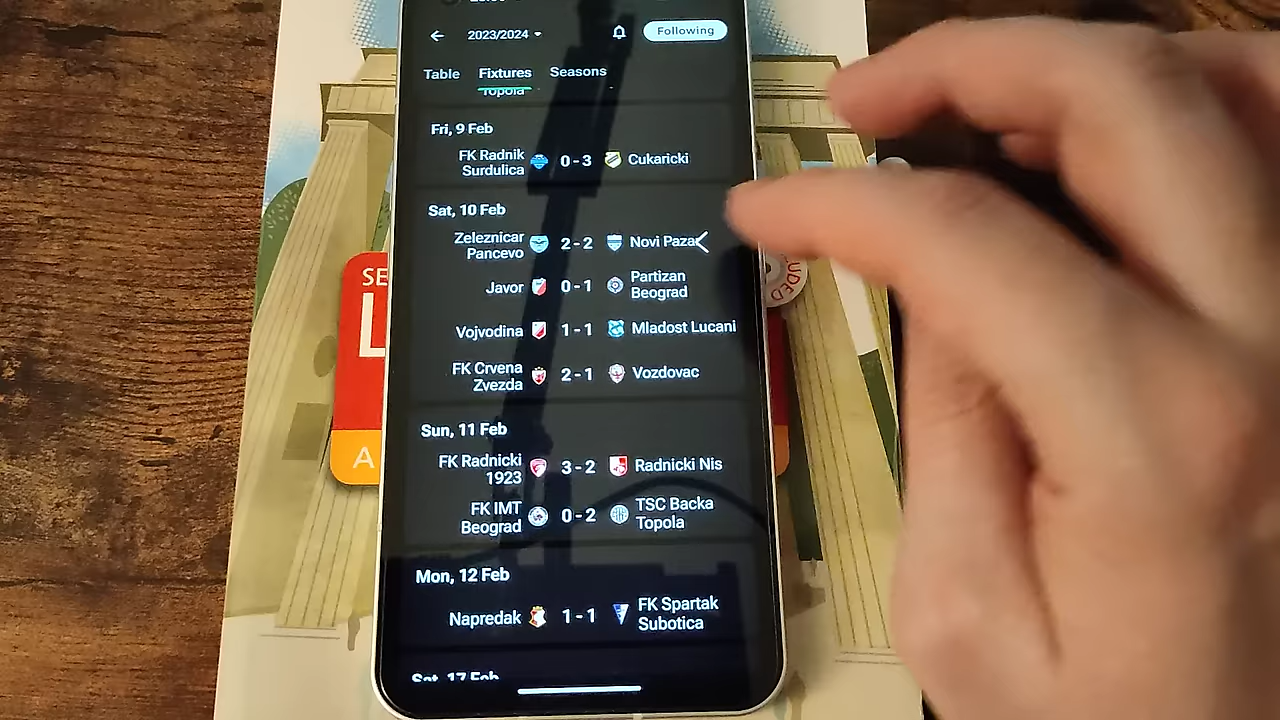 2023/2024
Following
Table Fixtures Seasons
Topola
Fri, 9 Feb
FK Radnik Surdulica 0-3 Cukaricki
Sat, 10 Feb
Zeleznicar Pancevo 2-2 Novi Paza
Javor 0-1 Partizan Beograd
Vojvodina 1-1 Mladost Lucani
FK Crvena Zvezda 2-1 Vozdovac
Sun, 11 Feb
FK Radnicki 1923 3-2 Radnicki Nis
FK IMT Beograd 0-2 TSC Backa Topola
Mon, 12 Feb
Napredak 1-1 FK Spartak Subotica
Sat, 17 Feb
SE
L
A
UDED